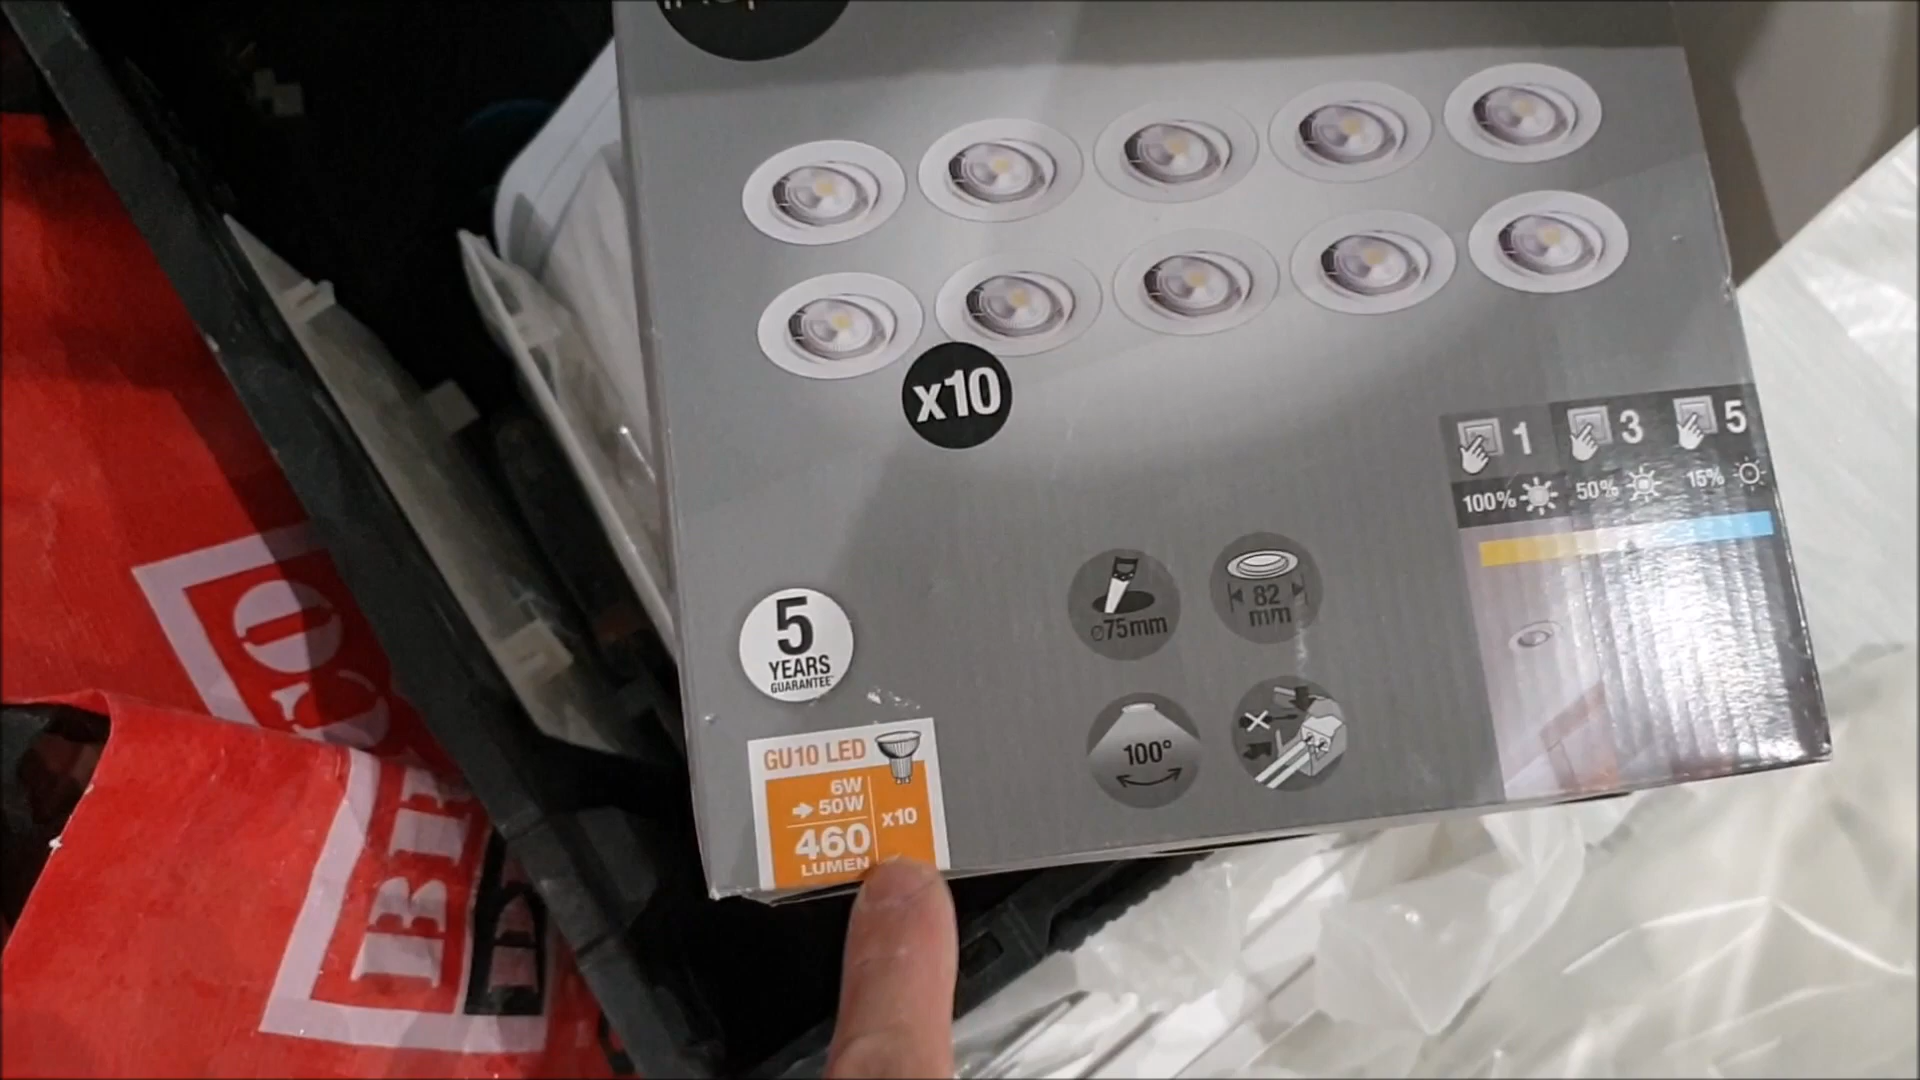 x10
1 3 5
100% 50% 15%
5
YEARS
GUARANTEE
ø75mm
82
mm
100°
GU10 LED
6W
50W
x10
460
LUMEN